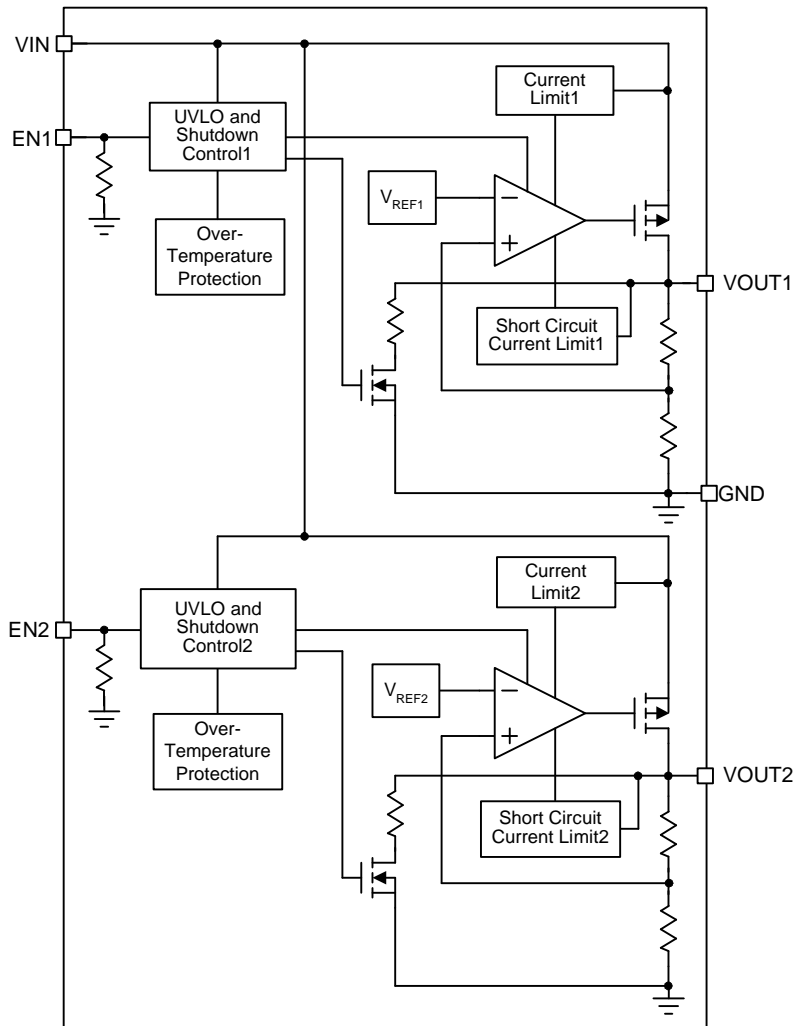 VIN
Current
Limit1
EN1
UVLO and
Shutdown
Control1
VREF1
−
+
Over-
Temperature
Protection
VOUT1
Short Circuit
Current Limit1
GND
Current
Limit2
EN2
UVLO and
Shutdown
Control2
VREF2
−
+
Over-
Temperature
Protection
VOUT2
Short Circuit
Current Limit2